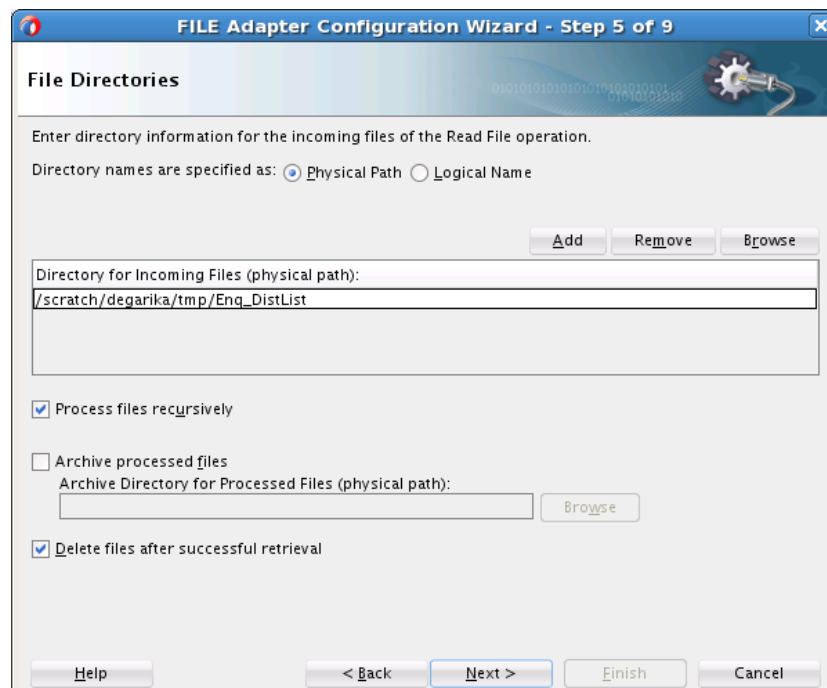 FILE Adapter Configuration Wizard - Step 5 of 9
File Directories
0101010101010101010101010101
01010101010
Enter directory information for the incoming files of the Read File operation.
Directory names are specified as: Physical Path Logical Name
Add Remove Browse
Directory for Incoming Files (physical path):
/scratch/degarika/tmp/Enq_DistList
Process files recursively
Archive processed files
Archive Directory for Processed Files (physical path):
Browse
Delete files after successful retrieval
Help < Back Next > Finish Cancel